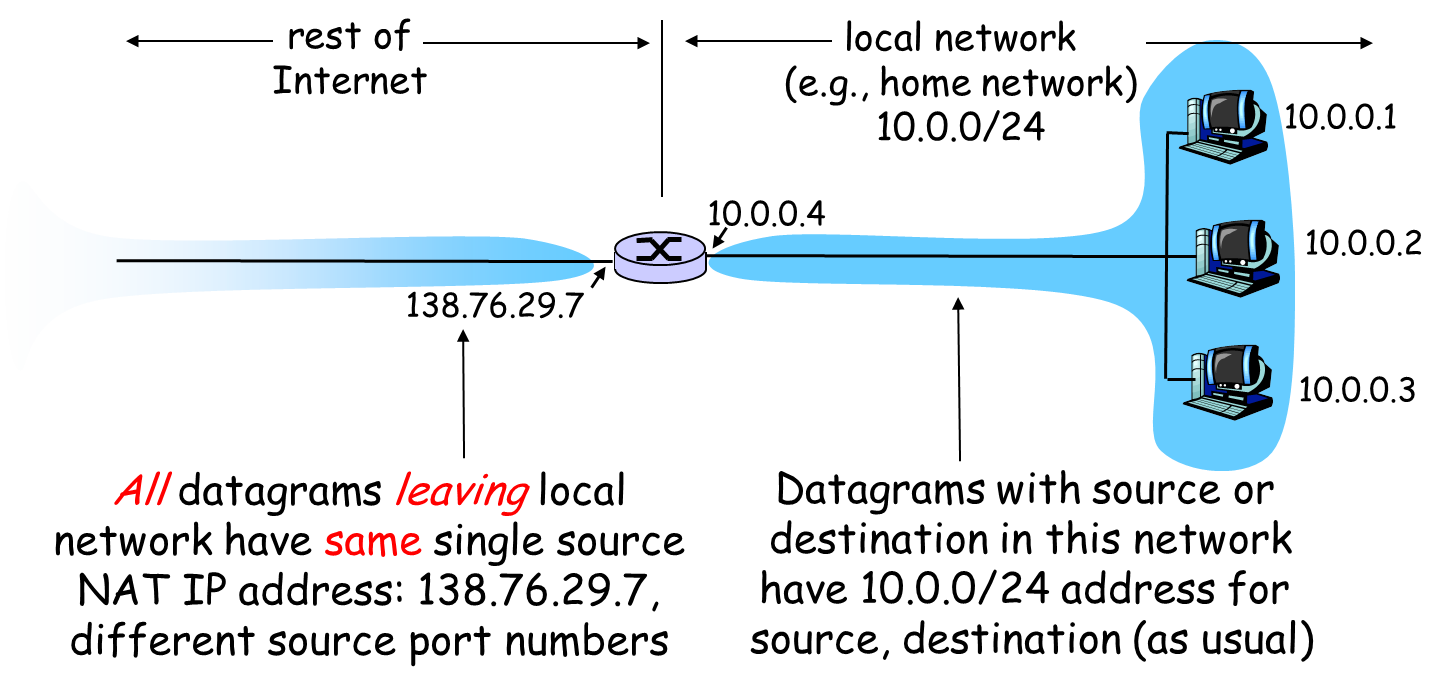 rest of
Internet
local network
(e.g., home network)
10.0.0/24
10.0.0.1
10.0.0.4
10.0.0.2
138.76.29.7
10.0.0.3
All datagrams leaving local
network have same single source
NAT IP address: 138.76.29.7,
different source port numbers
Datagrams with source or
destination in this network
have 10.0.0/24 address for
source, destination (as usual)